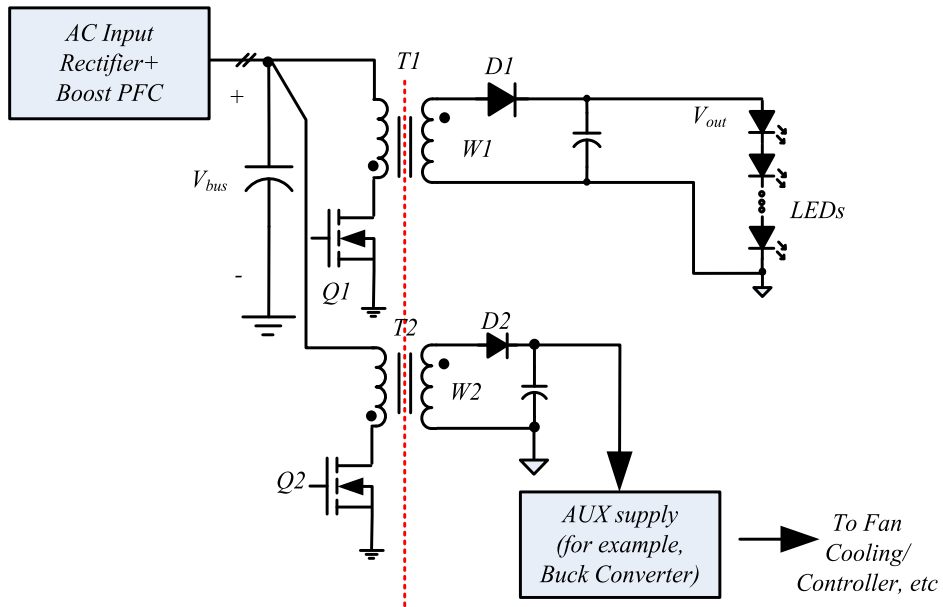 AC Input
Rectifier+
Boost PFC
T1
D1
+
W1
Vout
Vbus
LEDs
-
Q1
T2
D2
W2
Q2
AUX supply
(for example,
Buck Converter)
To Fan
Cooling/
Controller, etc